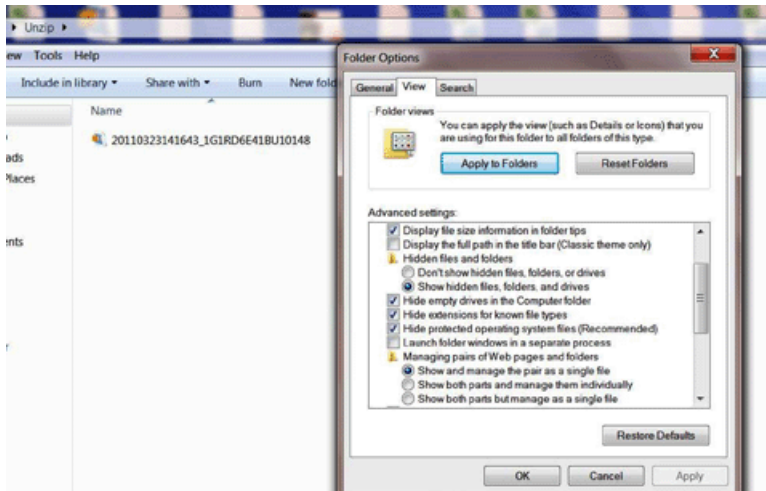 Unzip
ew Tools Help
Include in library Share with Burn New fold
Name
20110323141643_1G1RD6E41BU10148
ads
Places
ents
Folder Options
X
General View Search
Folder views
You can apply the view (such as Details or Icons) that you
are using for this folder to all folders of this type.
Apply to Folders Reset Folders
Advanced settings:
Display file size information in folder tips
Display the full path in the title bar (Classic theme only)
Hidden files and folders
Don't show hidden files, folders, or drives
Show hidden files, folders, and drives
Hide empty drives in the Computer folder
Hide extensions for known file types
Hide protected operating system files (Recommended)
Launch folder windows in a separate process
Managing pairs of Web pages and folders
Show and manage the pair as a single file
Show both parts and manage them individually
Show both parts but manage as a single file
Restore Defaults
OK Cancel Apply